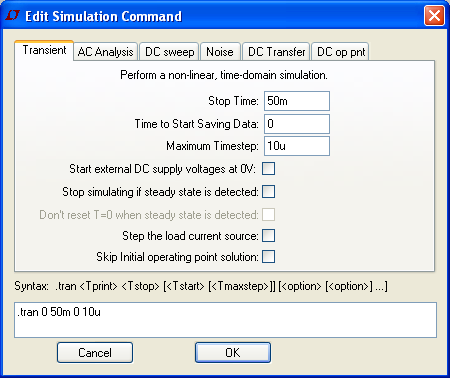 Edit Simulation Command
Transient AC Analysis DC sweep Noise DC Transfer DC op pnt
Perform a non-linear, time-domain simulation.
Stop Time: 50m
Time to Start Saving Data: 0
Maximum Timestep: 10u
Start external DC supply voltages at 0V:
Stop simulating if steady state is detected:
Don't reset T=0 when steady state is detected:
Step the load current source:
Skip Initial operating point solution:
Syntax: .tran <Tprint> <Tstop> [<Tstart> [<Tmaxstep>]] [<option> [<option>] ...]
.tran 0 50m 0 10u
Cancel OK